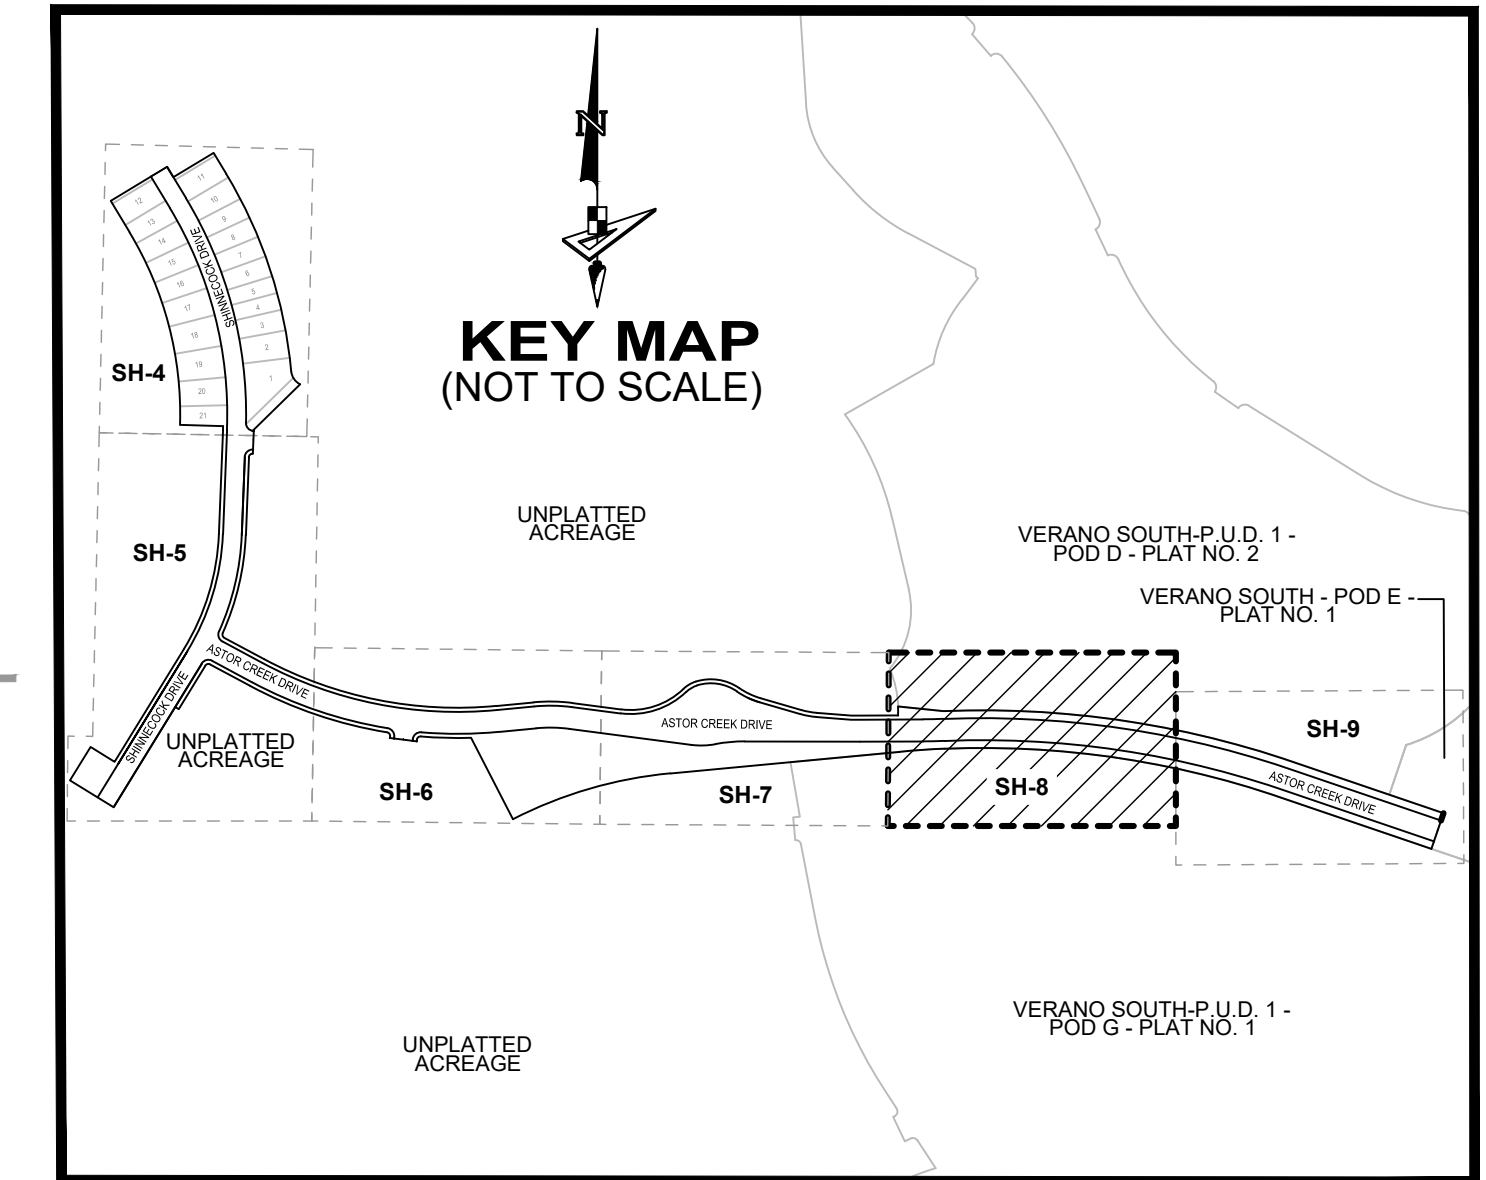 N
KEY MAP
(NOT TO SCALE)
11
10
9
8
7
6
5
4
3
2
1
12
13
14
15
16
17
18
19
20
21
SHINNECOCK DRIVE
SH-4
SH-5
UNPLATTED
ACREAGE
VERANO SOUTH-P.U.D. 1 -
POD D - PLAT NO. 2
VERANO SOUTH - POD E -
PLAT NO. 1
ASTOR CREEK DRIVE
SHINNECOCK DRIVE
UNPLATTED
ACREAGE
SH-6
ASTOR CREEK DRIVE
SH-7
SH-8
SH-9
ASTOR CREEK DRIVE
VERANO SOUTH-P.U.D. 1 -
POD G - PLAT NO. 1
UNPLATTED
ACREAGE